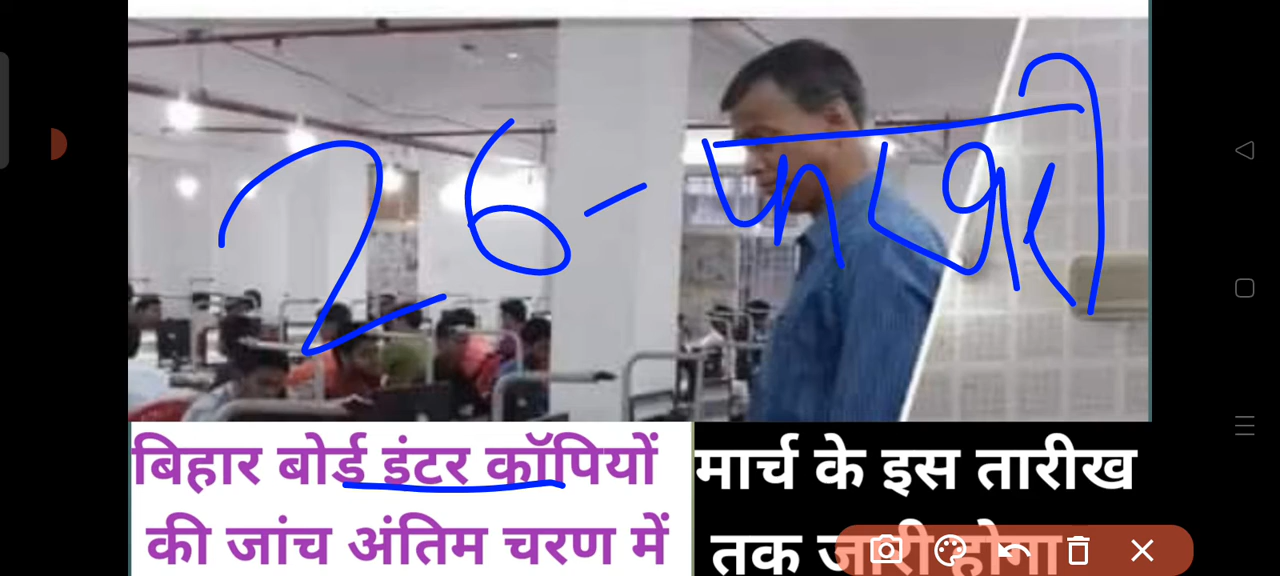 26 - फरवरी
बिहार बोर्ड इंटर कॉपियों
की जांच अंतिम चरण में
मार्च के इस तारीख
तक जारी होगा